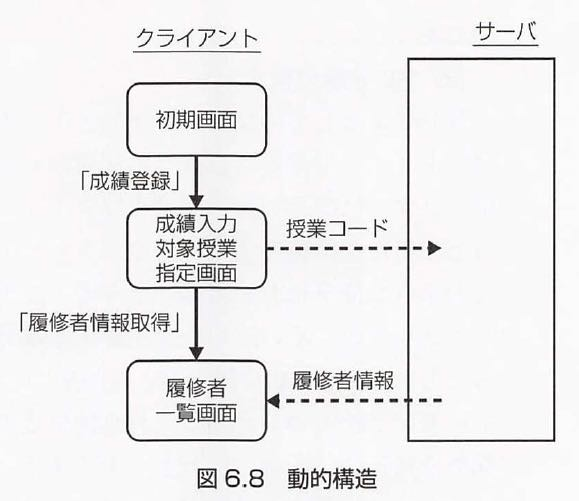 クライアント
サーバ
初期画面
「成績登録」
成績入力
対象授業
指定画面
授業コード
「履修者情報取得」
履修者
一覧画面
履修者情報
図 6.8 動的構造